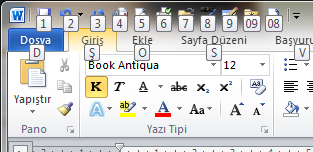 W 1 2 3 4 5 6 7 8 9 09 08
Dosya Giriş Ekle Sayfa Düzeni Başvuru
D Ş O S V
Book Antiqua 12
Yapıştır K T A abc x₂ x²
A ab A Aa A A
Pano Yazı Tipi